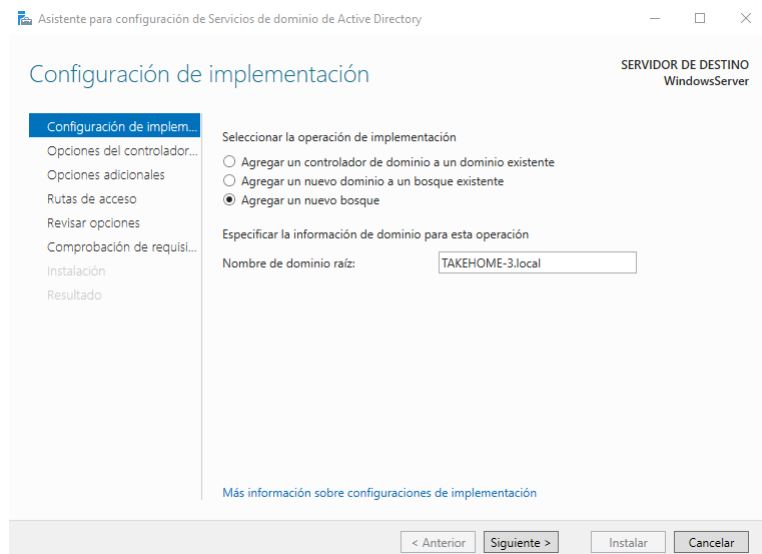 Asistente para configuración de Servicios de dominio de Active Directory
Configuración de implementación
SERVIDOR DE DESTINO
WindowsServer
Configuración de implem...
Opciones del controlador...
Opciones adicionales
Rutas de acceso
Revisar opciones
Comprobación de requisi...
Instalación
Resultado
Seleccionar la operación de implementación
Agregar un controlador de dominio a un dominio existente
Agregar un nuevo dominio a un bosque existente
Agregar un nuevo bosque
Especificar la información de dominio para esta operación
Nombre de dominio raíz: TAKEHOME-3.local
Más información sobre configuraciones de implementación
< Anterior Siguiente > Instalar Cancelar